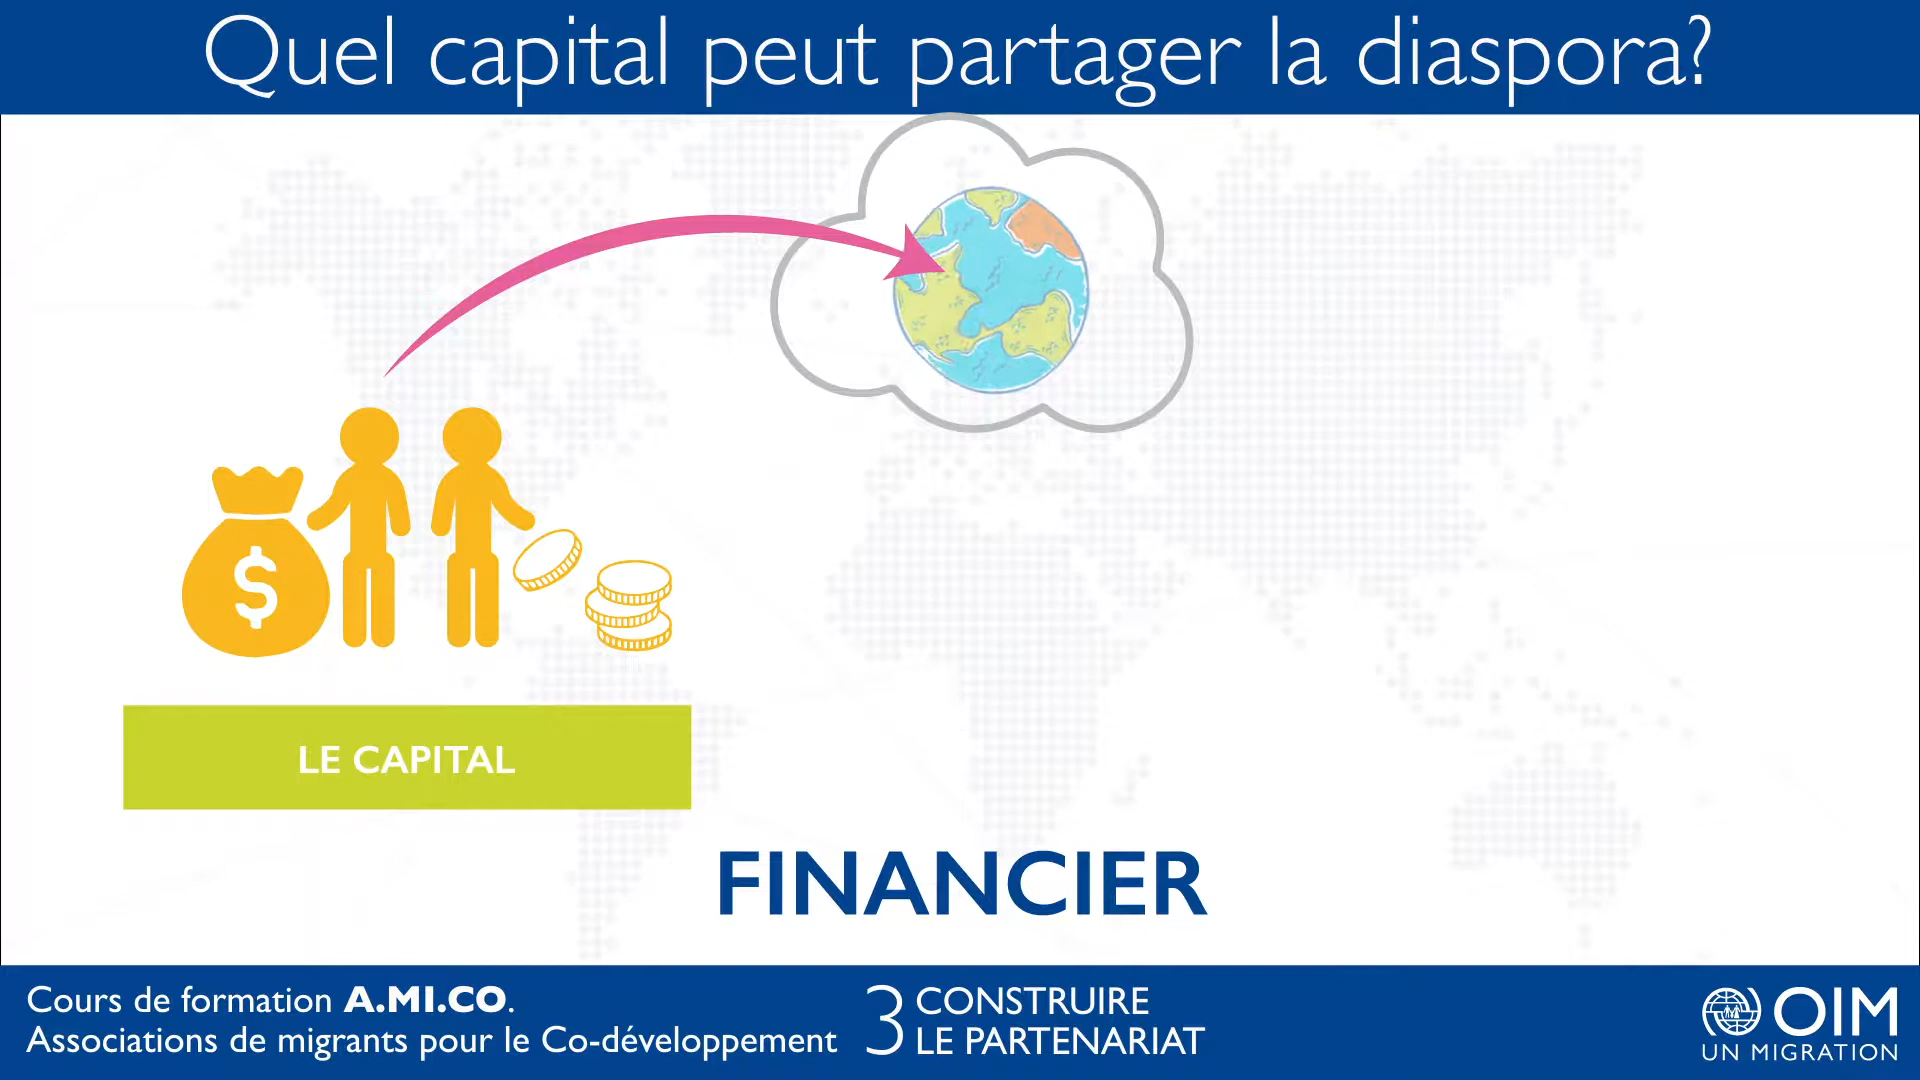 Quel capital peut partager la diaspora?
$
LE CAPITAL
FINANCIER
Cours de formation A.MI.CO.
Associations de migrants pour le Co-développement
3 CONSTRUIRE
LE PARTENARIAT
OIM
UN MIGRATION